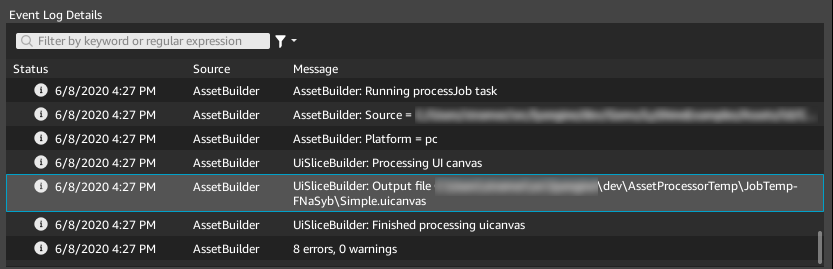 Event Log Details
Filter by keyword or regular expression
Status Source Message
6/8/2020 4:27 PM AssetBuilder AssetBuilder: Running processJob task
6/8/2020 4:27 PM AssetBuilder AssetBuilder: Source =
6/8/2020 4:27 PM AssetBuilder AssetBuilder: Platform = pc
6/8/2020 4:27 PM AssetBuilder UiSliceBuilder: Processing UI canvas
6/8/2020 4:27 PM AssetBuilder UiSliceBuilder: Output file \dev\AssetProcessorTemp\JobTemp-
FNaSyb\Simple.uicanvas
6/8/2020 4:27 PM AssetBuilder UiSliceBuilder: Finished processing uicanvas
6/8/2020 4:27 PM AssetBuilder 8 errors, 0 warnings